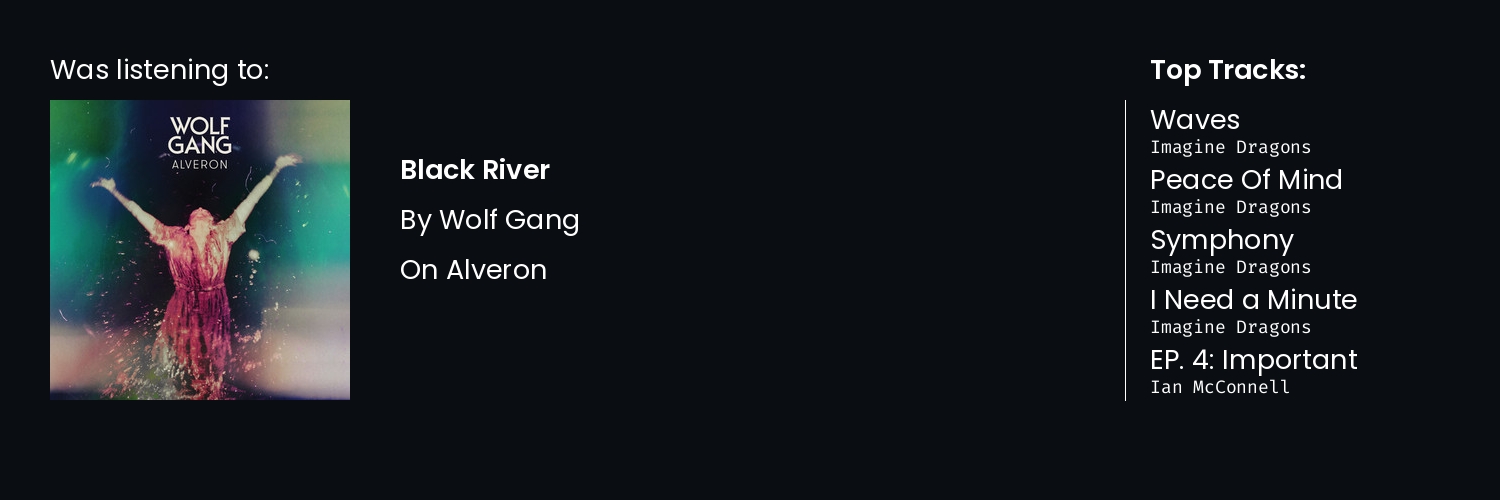 Was listening to:
WOLF
GANG
ALVERON
Black River
By Wolf Gang
On Alveron
Top Tracks:
Waves
Imagine Dragons
Peace Of Mind
Imagine Dragons
Symphony
Imagine Dragons
I Need a Minute
Imagine Dragons
EP. 4: Important
Ian McConnell